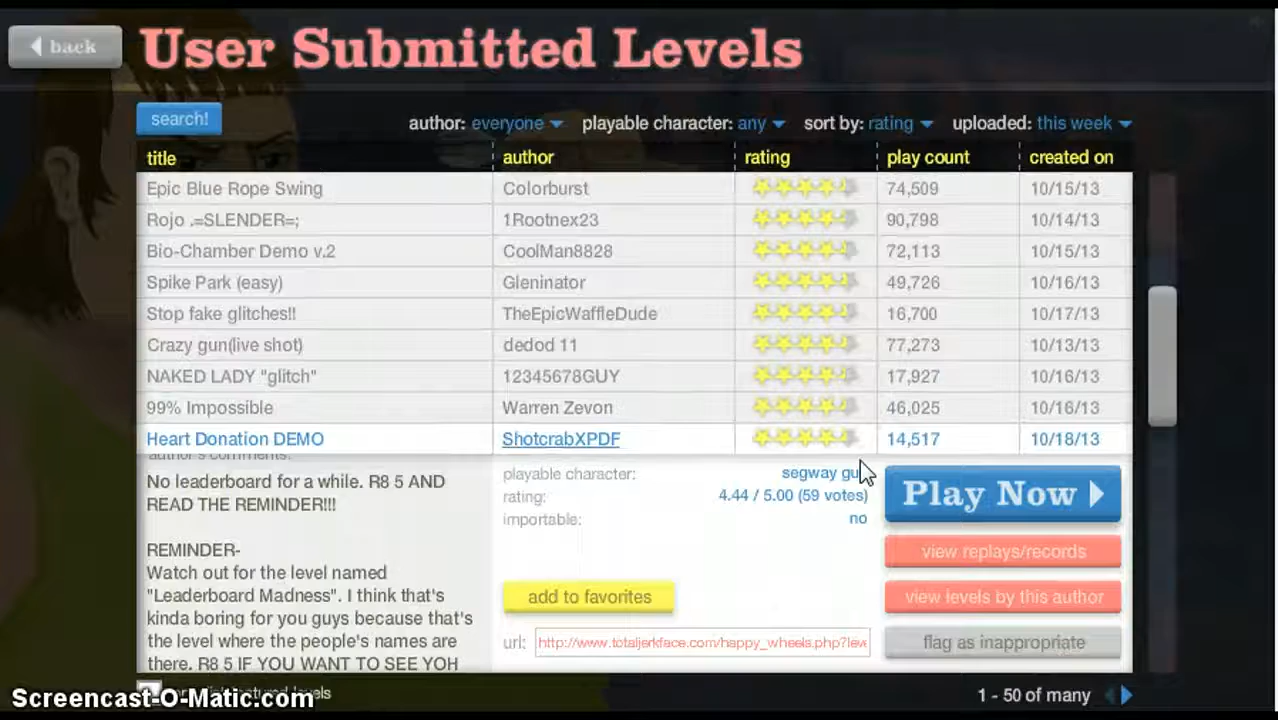 back
User Submitted Levels
search!
author: everyone playable character: any sort by: rating uploaded: this week
title author rating play count created on
Epic Blue Rope Swing Colorburst 74,509 10/15/13
Rojo .=SLENDER=; 1Rootnex23 90,798 10/14/13
Bio-Chamber Demo v.2 CoolMan8828 72,113 10/15/13
Spike Park (easy) Gleninator 49,726 10/16/13
Stop fake glitches!! TheEpicWaffleDude 16,700 10/17/13
Crazy gun(live shot) dedod 11 77,273 10/13/13
NAKED LADY "glitch" 12345678GUY 17,927 10/16/13
99% Impossible Warren Zevon 46,025 10/16/13
Heart Donation DEMO ShotcrabXPDF 14,517 10/18/13
author's comments:
No leaderboard for a while. R8 5 AND
READ THE REMINDER!!!
REMINDER-
Watch out for the level named
"Leaderboard Madness". I think that's
kinda boring for you guys because that's
the level where the people's names are
there. R8 5 IF YOU WANT TO SEE YOH
playable character: segway gu
rating: 4.44 / 5.00 (59 votes)
importable: no
add to favorites
url: http://www.totaljerkface.com/happy_wheels.php?leve
Play Now
view replays/records
view levels by this author
flag as inappropriate
levels
1 - 50 of many
Screencast-O-Matic.com